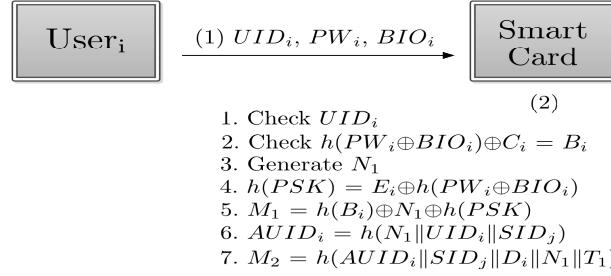 User_i
(1) UID_i, PW_i, BIO_i
Smart
Card
(2)
1. Check UID_i
2. Check h(PW_i⊕BIO_i)⊕C_i = B_i
3. Generate N_1
4. h(PSK) = E_i⊕h(PW_i⊕BIO_i)
5. M_1 = h(B_i)⊕N_1⊕h(PSK)
6. AUID_i = h(N_1‖UID_i‖SID_j)
7. M_2 = h(AUID_i‖SID_j‖D_i‖N_1‖T_1)